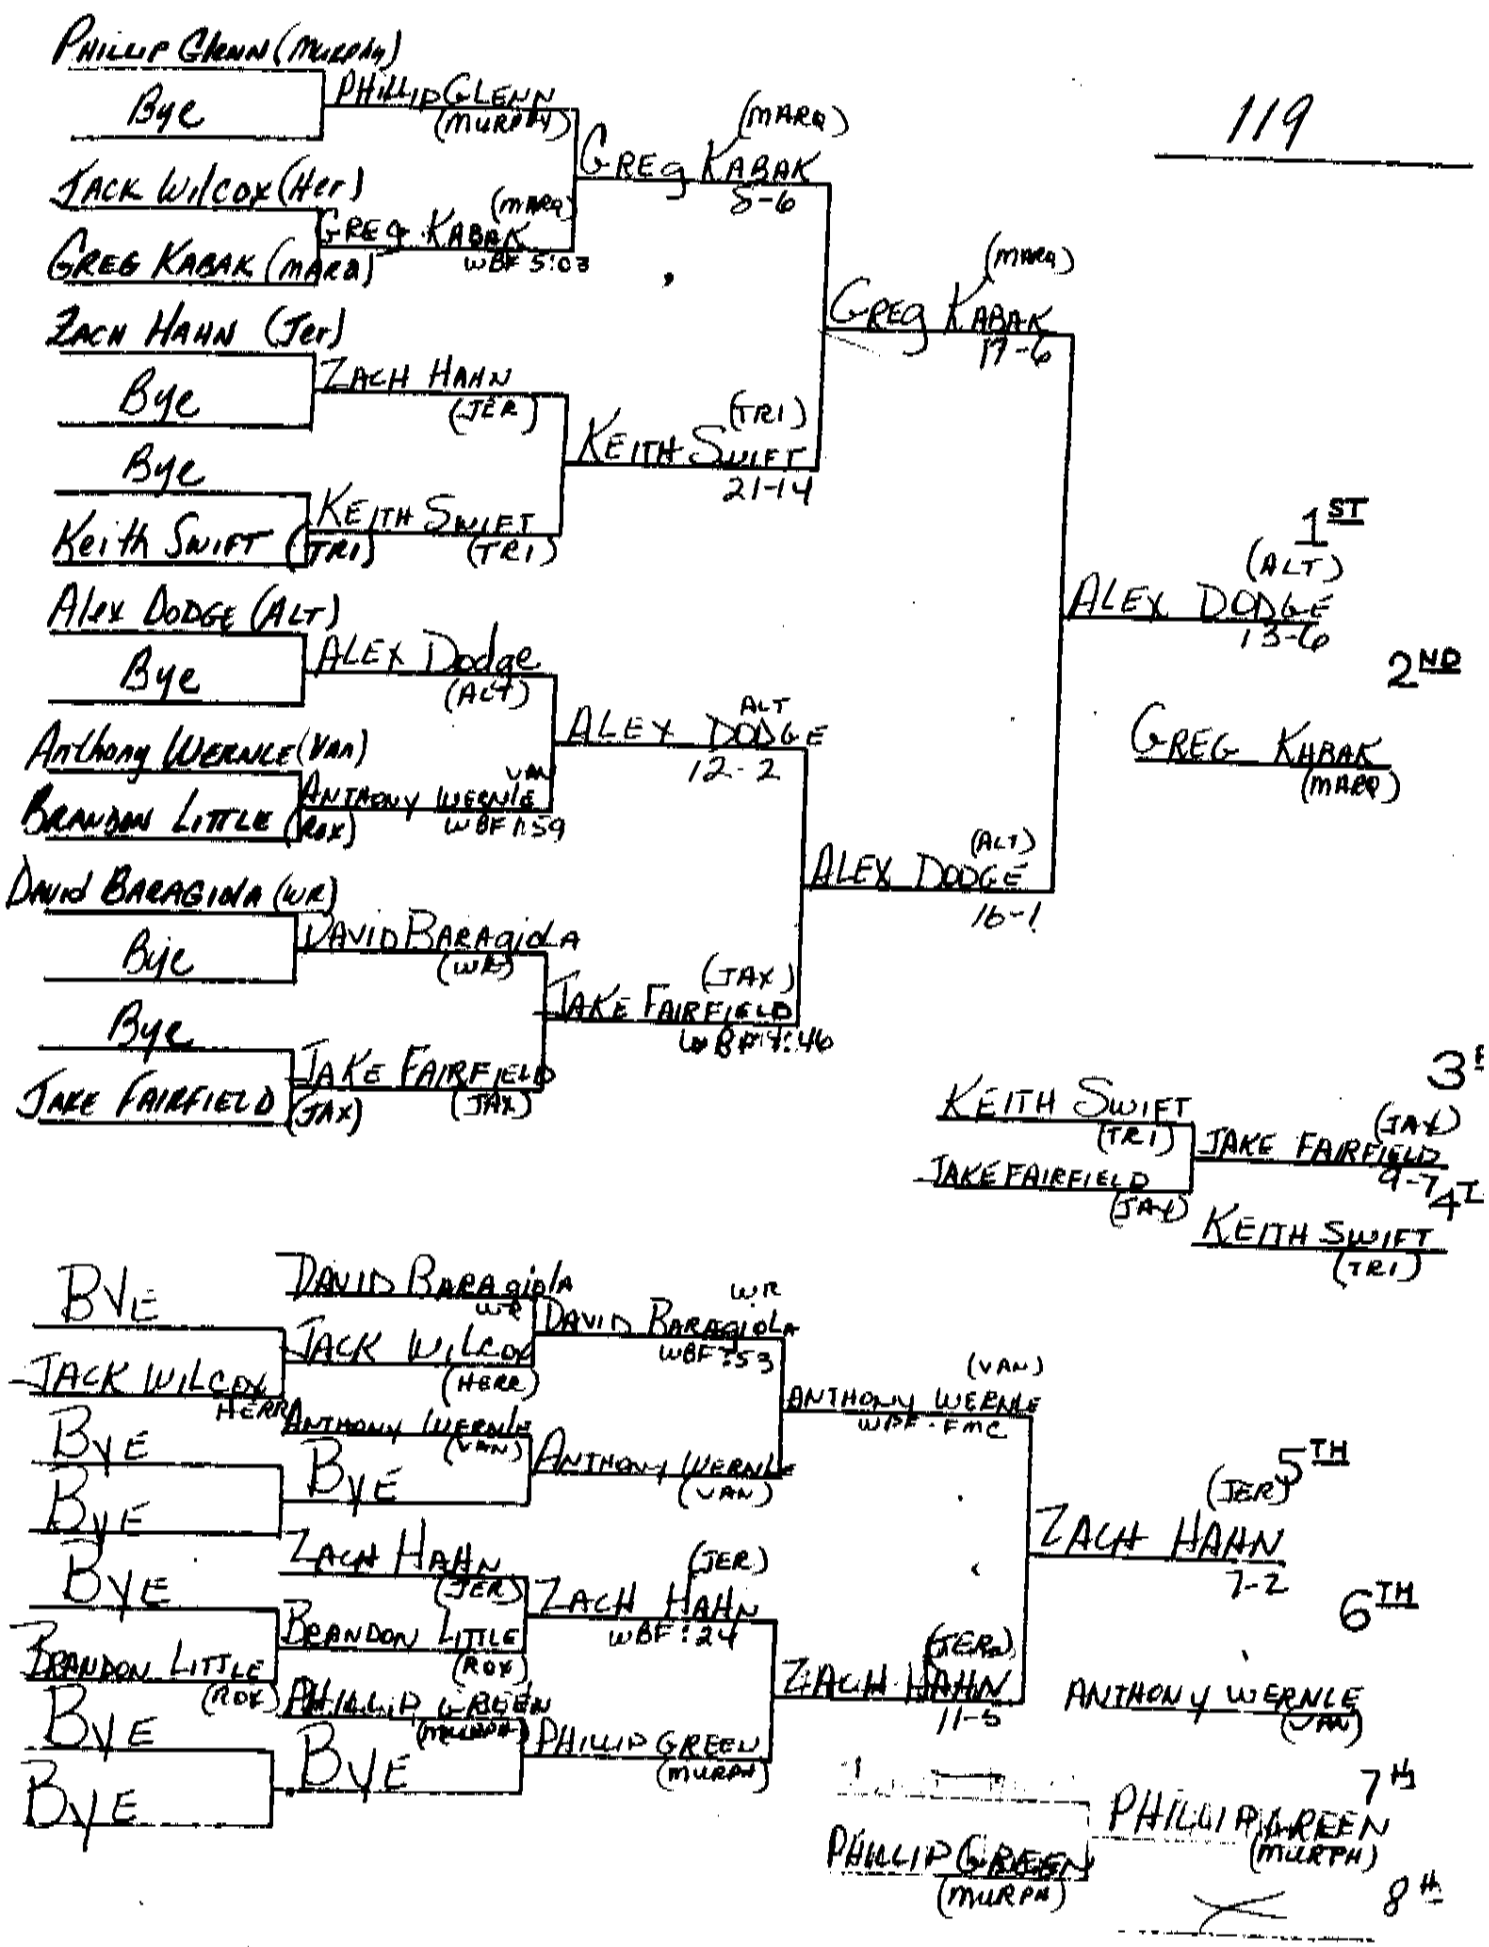 119
PHILLIP GLENN (MURPHY)
Bye
JACK WILCOX (Her)
GREG KABAK (MARQ)
ZACH HAHN (Jer)
Bye
Bye
Keith SWIFT (TRI)
Alex DODGE (ALT)
Bye
Anthony WERNLE (VAN)
BRANDON LITTLE (ROX)
DAVID BARAGIOLA (WR)
Bye
Bye
JAKE FAIRFIELD (JAX)
PHILLIP GLENN
(MURPHY)
(MARQ)
GREG KABAK
WBF 5:03
ZACH HAHN
(JER)
KEITH SWIFT
(TRI)
ALEX Dodge
(ALT)
VAN
ANTHONY WERNLE
WBF 1:59
DAVID BARAGIOLA
(WR)
JAKE FAIRFIELD
(JAX)
(MARQ)
GREG KABAK
8-6
(TRI)
KEITH SWIFT
21-14
ALT
ALEX DODGE
12-2
(JAX)
JAKE FAIRFIELD
(MARQ)
GREG KABAK
17-6
(ALT)
ALEX DODGE
16-1
1ST
(ALT)
ALEX DODGE
13-6
2ND
GREG KABAK
(MARQ)
KEITH SWIFT
(TRI)
JAKE FAIRFIELD
(JAX)
3R
(JAX)
JAKE FAIRFIELD
9-7
4T
KEITH SWIFT
(TRI)
BYE
JACK WILCOX
HERR
BYE
BYE
BYE
BRANDON LITTLE
(ROX)
BYE
BYE
DAVID BARAGIOLA
WR
JACK WILCOX
(HERR)
ANTHONY WERNLE
(VAN)
BYE
ZACH HAHN
(JER)
BRANDON LITTLE
(ROX)
PHILLIP GREEN
(MURPH)
BYE
WR
DAVID BARAGIOLA
WBF :53
ANTHONY WERNLE
(VAN)
(JER)
ZACH HAHN
WBF :24
PHILLIP GREEN
(MURPH)
(VAN)
ANTHONY WERNLE
WBF - FMC
ZACH HAHN
11-5
5TH
(JER)
ZACH HAHN
7-2
6TH
ANTHONY WERNLE
(VAN)
PHILLIP GREEN
(MURPH)
7th
PHILLIP GREEN
(MURPH)
8th